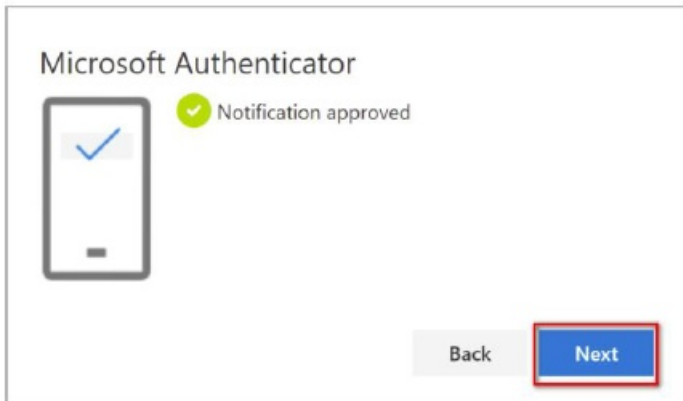 Microsoft Authenticator
Notification approved
Back
Next